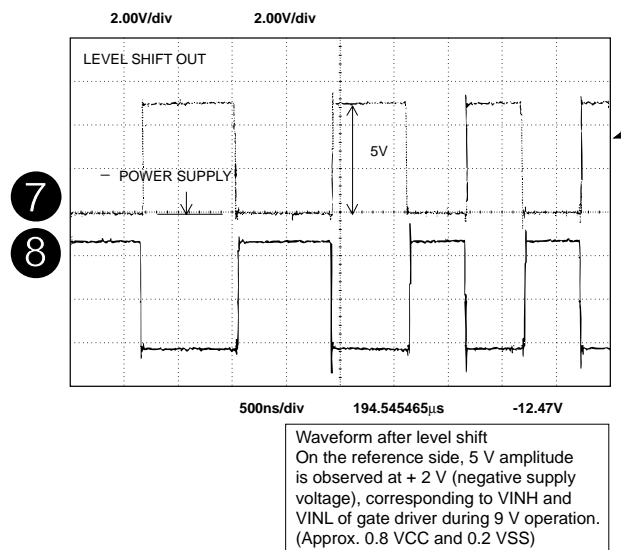 2.00V/div 2.00V/div
LEVEL SHIFT OUT
5V
– POWER SUPPLY
7
8
500ns/div 194.545465μs -12.47V
Waveform after level shift
On the reference side, 5 V amplitude
is observed at + 2 V (negative supply
voltage), corresponding to VINH and
VINL of gate driver during 9 V operation.
(Approx. 0.8 VCC and 0.2 VSS)